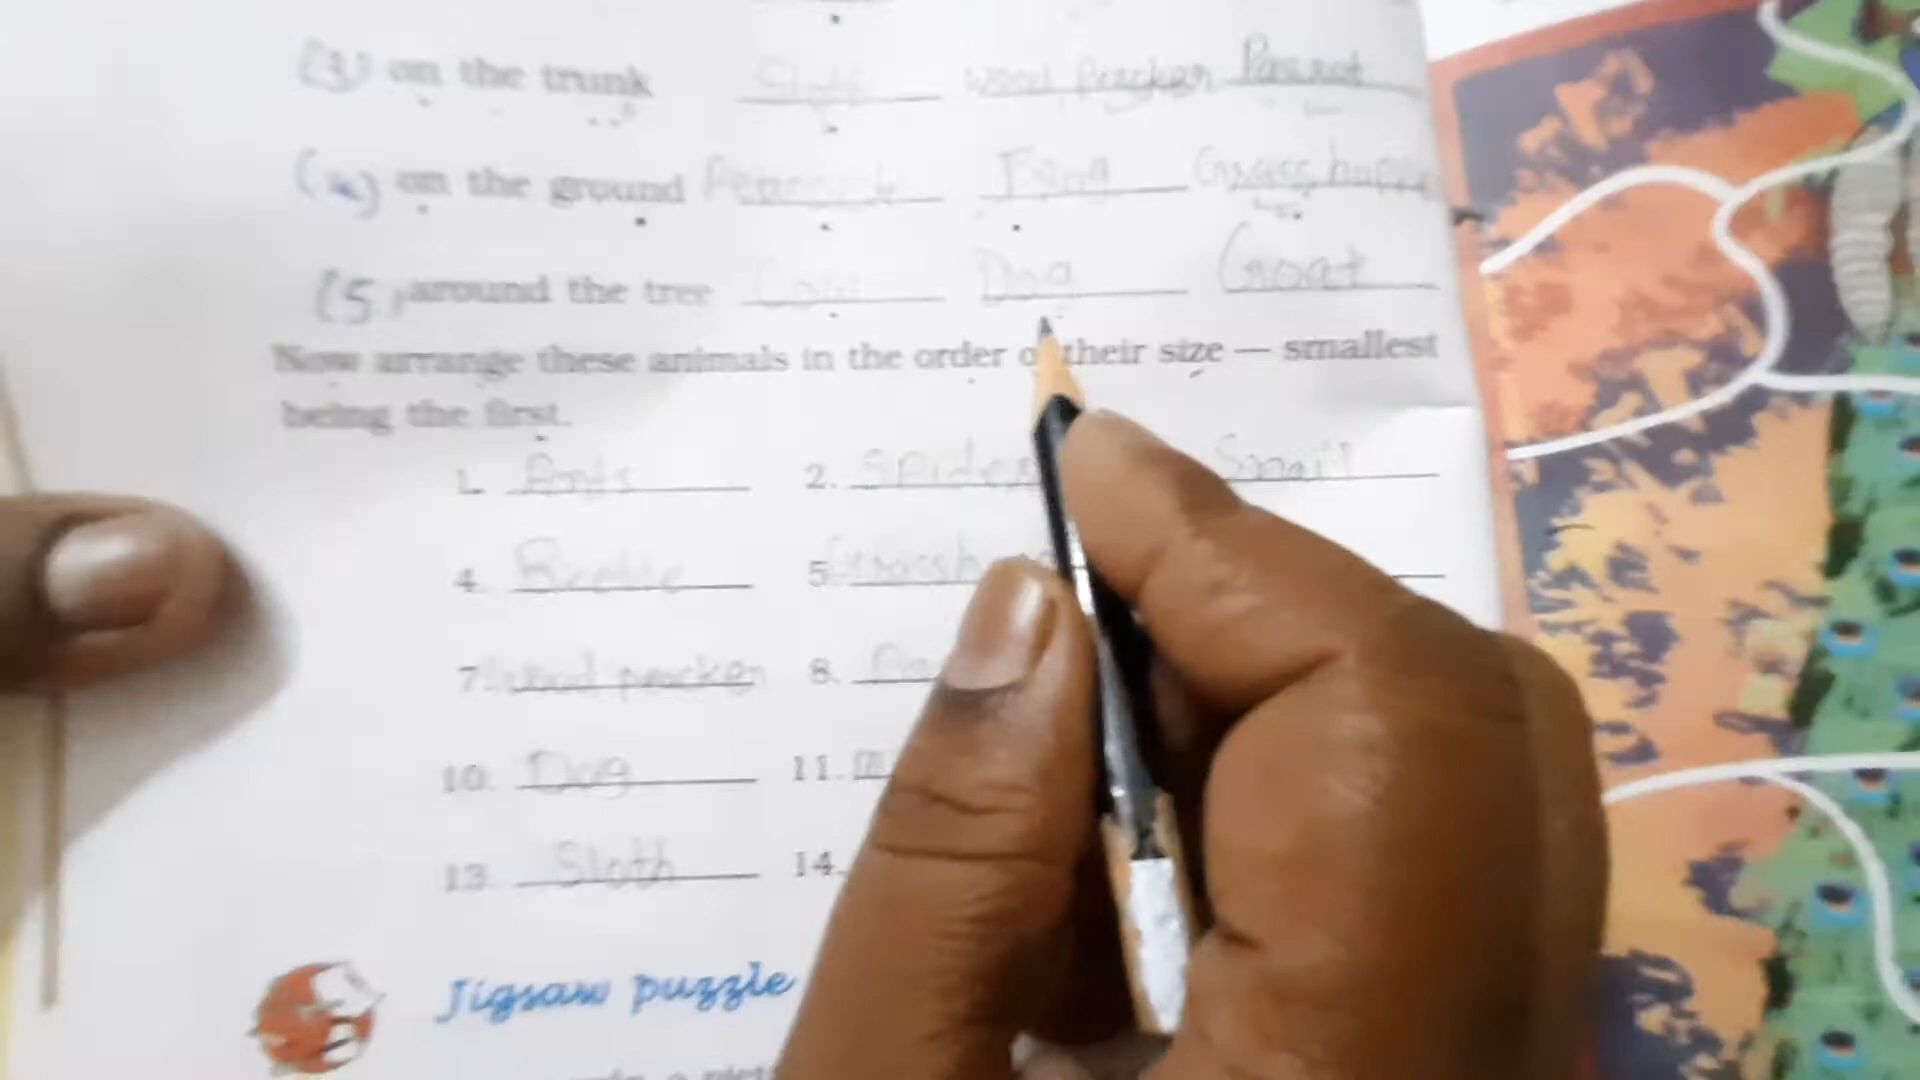 (3) on the trunk Sloth Wood Pecker Parrot
(4) on the ground Frog Grass hopp
(5) around the tree Cow Dog Goat
Now arrange these animals in the order of their size — smallest
being the first.
1. Ants 2. Spider Snail
4. Beetle 5. Grassh
7. Wood pecker 8.
10. Dog 11.
13. Sloth 14.
Jigsaw puzzle